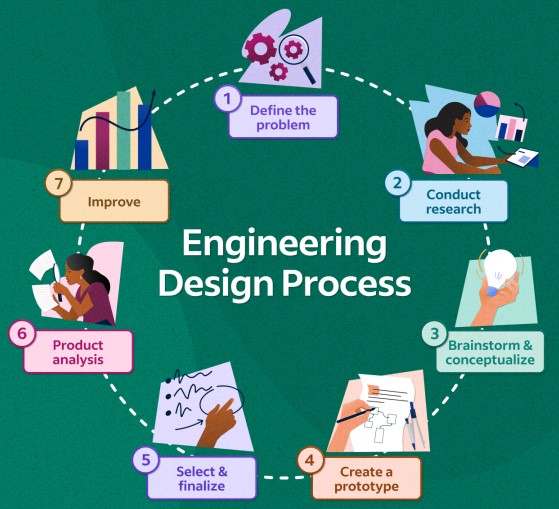 Engineering
Design Process
1
Define the
problem
2
Conduct
research
3
Brainstorm &
conceptualize
4
Create a
prototype
5
Select &
finalize
6
Product
analysis
7
Improve